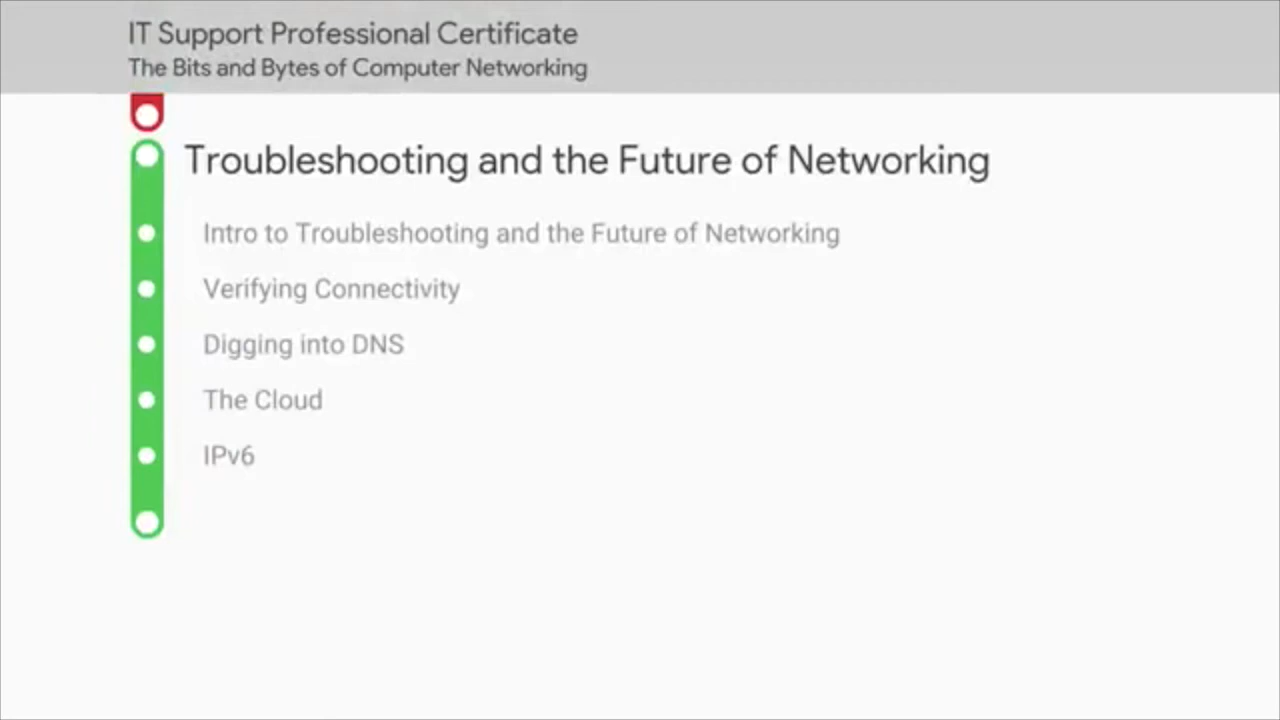 IT Support Professional Certificate
The Bits and Bytes of Computer Networking
Troubleshooting and the Future of Networking
Intro to Troubleshooting and the Future of Networking
Verifying Connectivity
Digging into DNS
The Cloud
IPv6